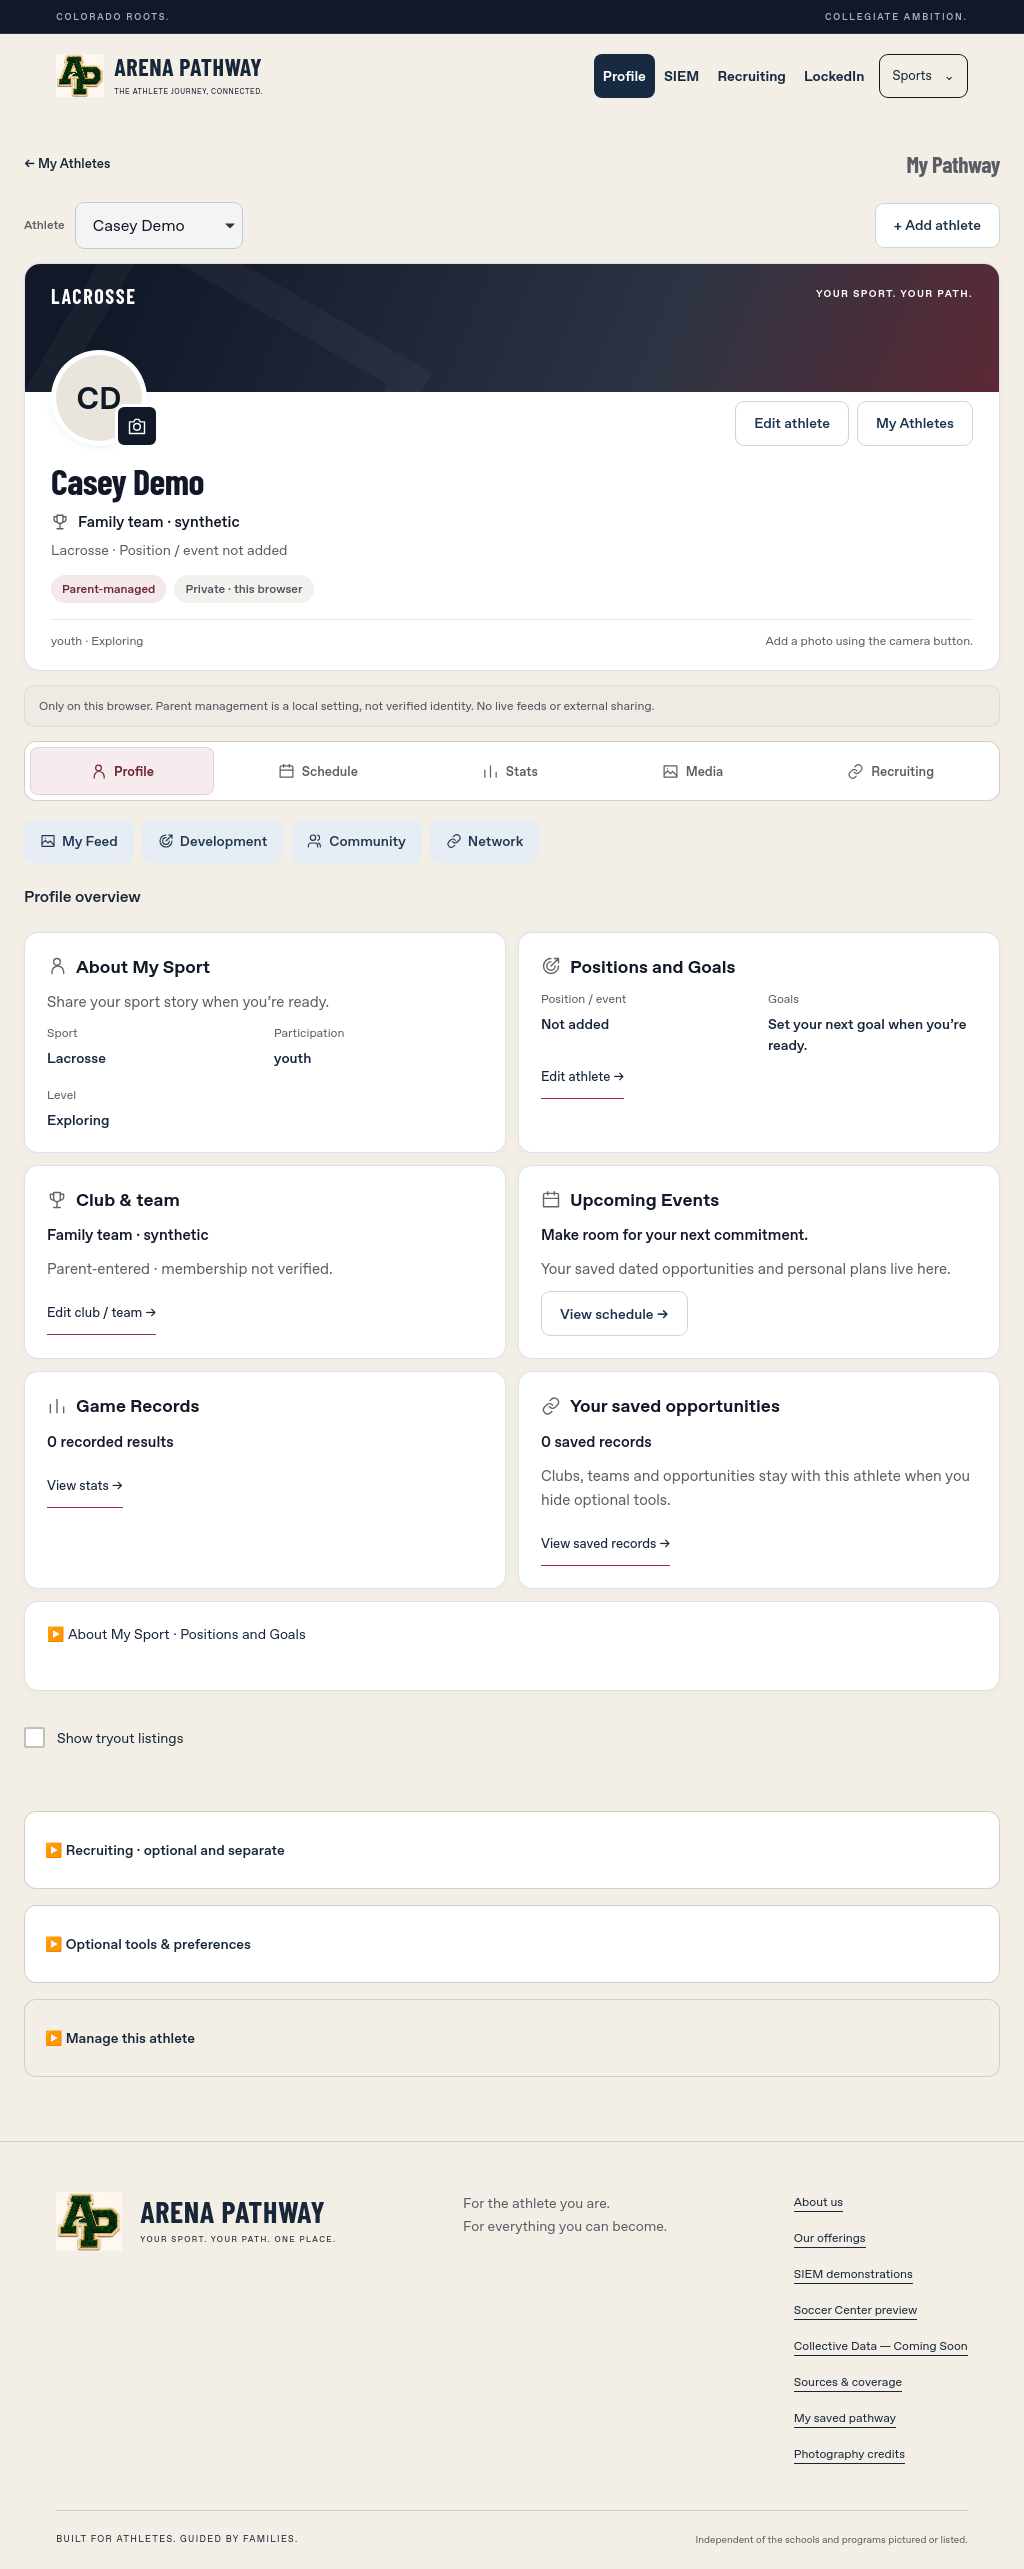 COLORADO ROOTS.
COLLEGIATE AMBITION.
AP
ARENA PATHWAY
THE ATHLETE JOURNEY, CONNECTED.
Profile
SIEM
Recruiting
LockedIn
Sports
← My Athletes
My Pathway
Athlete
Casey Demo
+ Add athlete
LACROSSE
YOUR SPORT. YOUR PATH.
CD
Edit athlete
My Athletes
Casey Demo
Family team · synthetic
Lacrosse · Position / event not added
Parent-managed
Private · this browser
youth · Exploring
Add a photo using the camera button.
Only on this browser. Parent management is a local setting, not verified identity. No live feeds or external sharing.
Profile
Schedule
Stats
Media
Recruiting
My Feed
Development
Community
Network
Profile overview
About My Sport
Share your sport story when you’re ready.
Sport
Participation
Lacrosse
youth
Level
Exploring
Positions and Goals
Position / event
Goals
Not added
Set your next goal when you’re
ready.
Edit athlete →
Club & team
Family team · synthetic
Parent-entered · membership not verified.
Edit club / team →
Upcoming Events
Make room for your next commitment.
Your saved dated opportunities and personal plans live here.
View schedule →
Game Records
0 recorded results
View stats →
Your saved opportunities
0 saved records
Clubs, teams and opportunities stay with this athlete when you
hide optional tools.
View saved records →
About My Sport · Positions and Goals
Show tryout listings
Recruiting · optional and separate
Optional tools & preferences
Manage this athlete
AP
ARENA PATHWAY
YOUR SPORT. YOUR PATH. ONE PLACE.
For the athlete you are.
For everything you can become.
About us
Our offerings
SIEM demonstrations
Soccer Center preview
Collective Data — Coming Soon
Sources & coverage
My saved pathway
Photography credits
BUILT FOR ATHLETES. GUIDED BY FAMILIES.
Independent of the schools and programs pictured or listed.